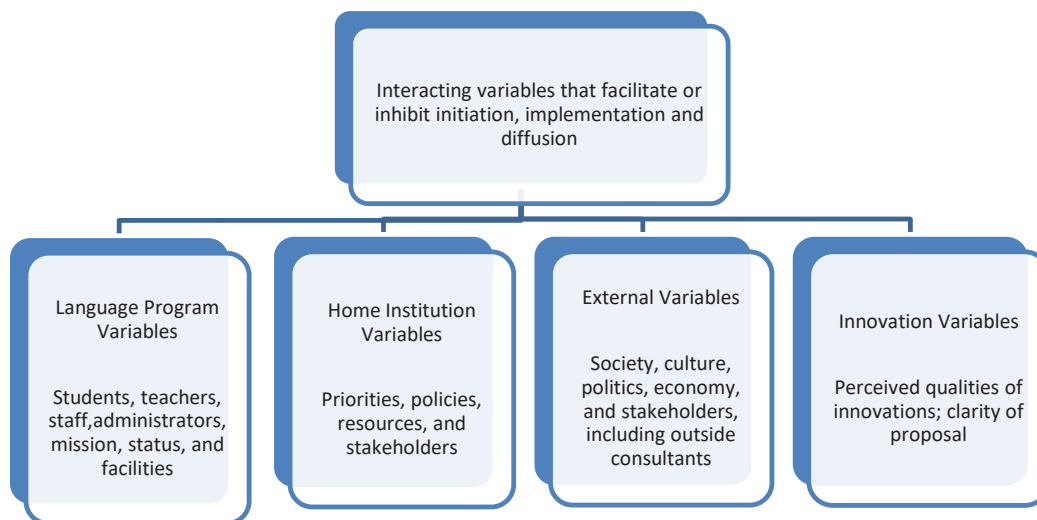 Interacting variables that facilitate or
inhibit initiation, implementation and
diffusion
Language Program
Variables
Students, teachers,
staff,administrators,
mission, status, and
facilities
Home Institution
Variables
Priorities, policies,
resources, and
stakeholders
External Variables
Society, culture,
politics, economy,
and stakeholders,
including outside
consultants
Innovation Variables
Perceived qualities of
innovations; clarity of
proposal